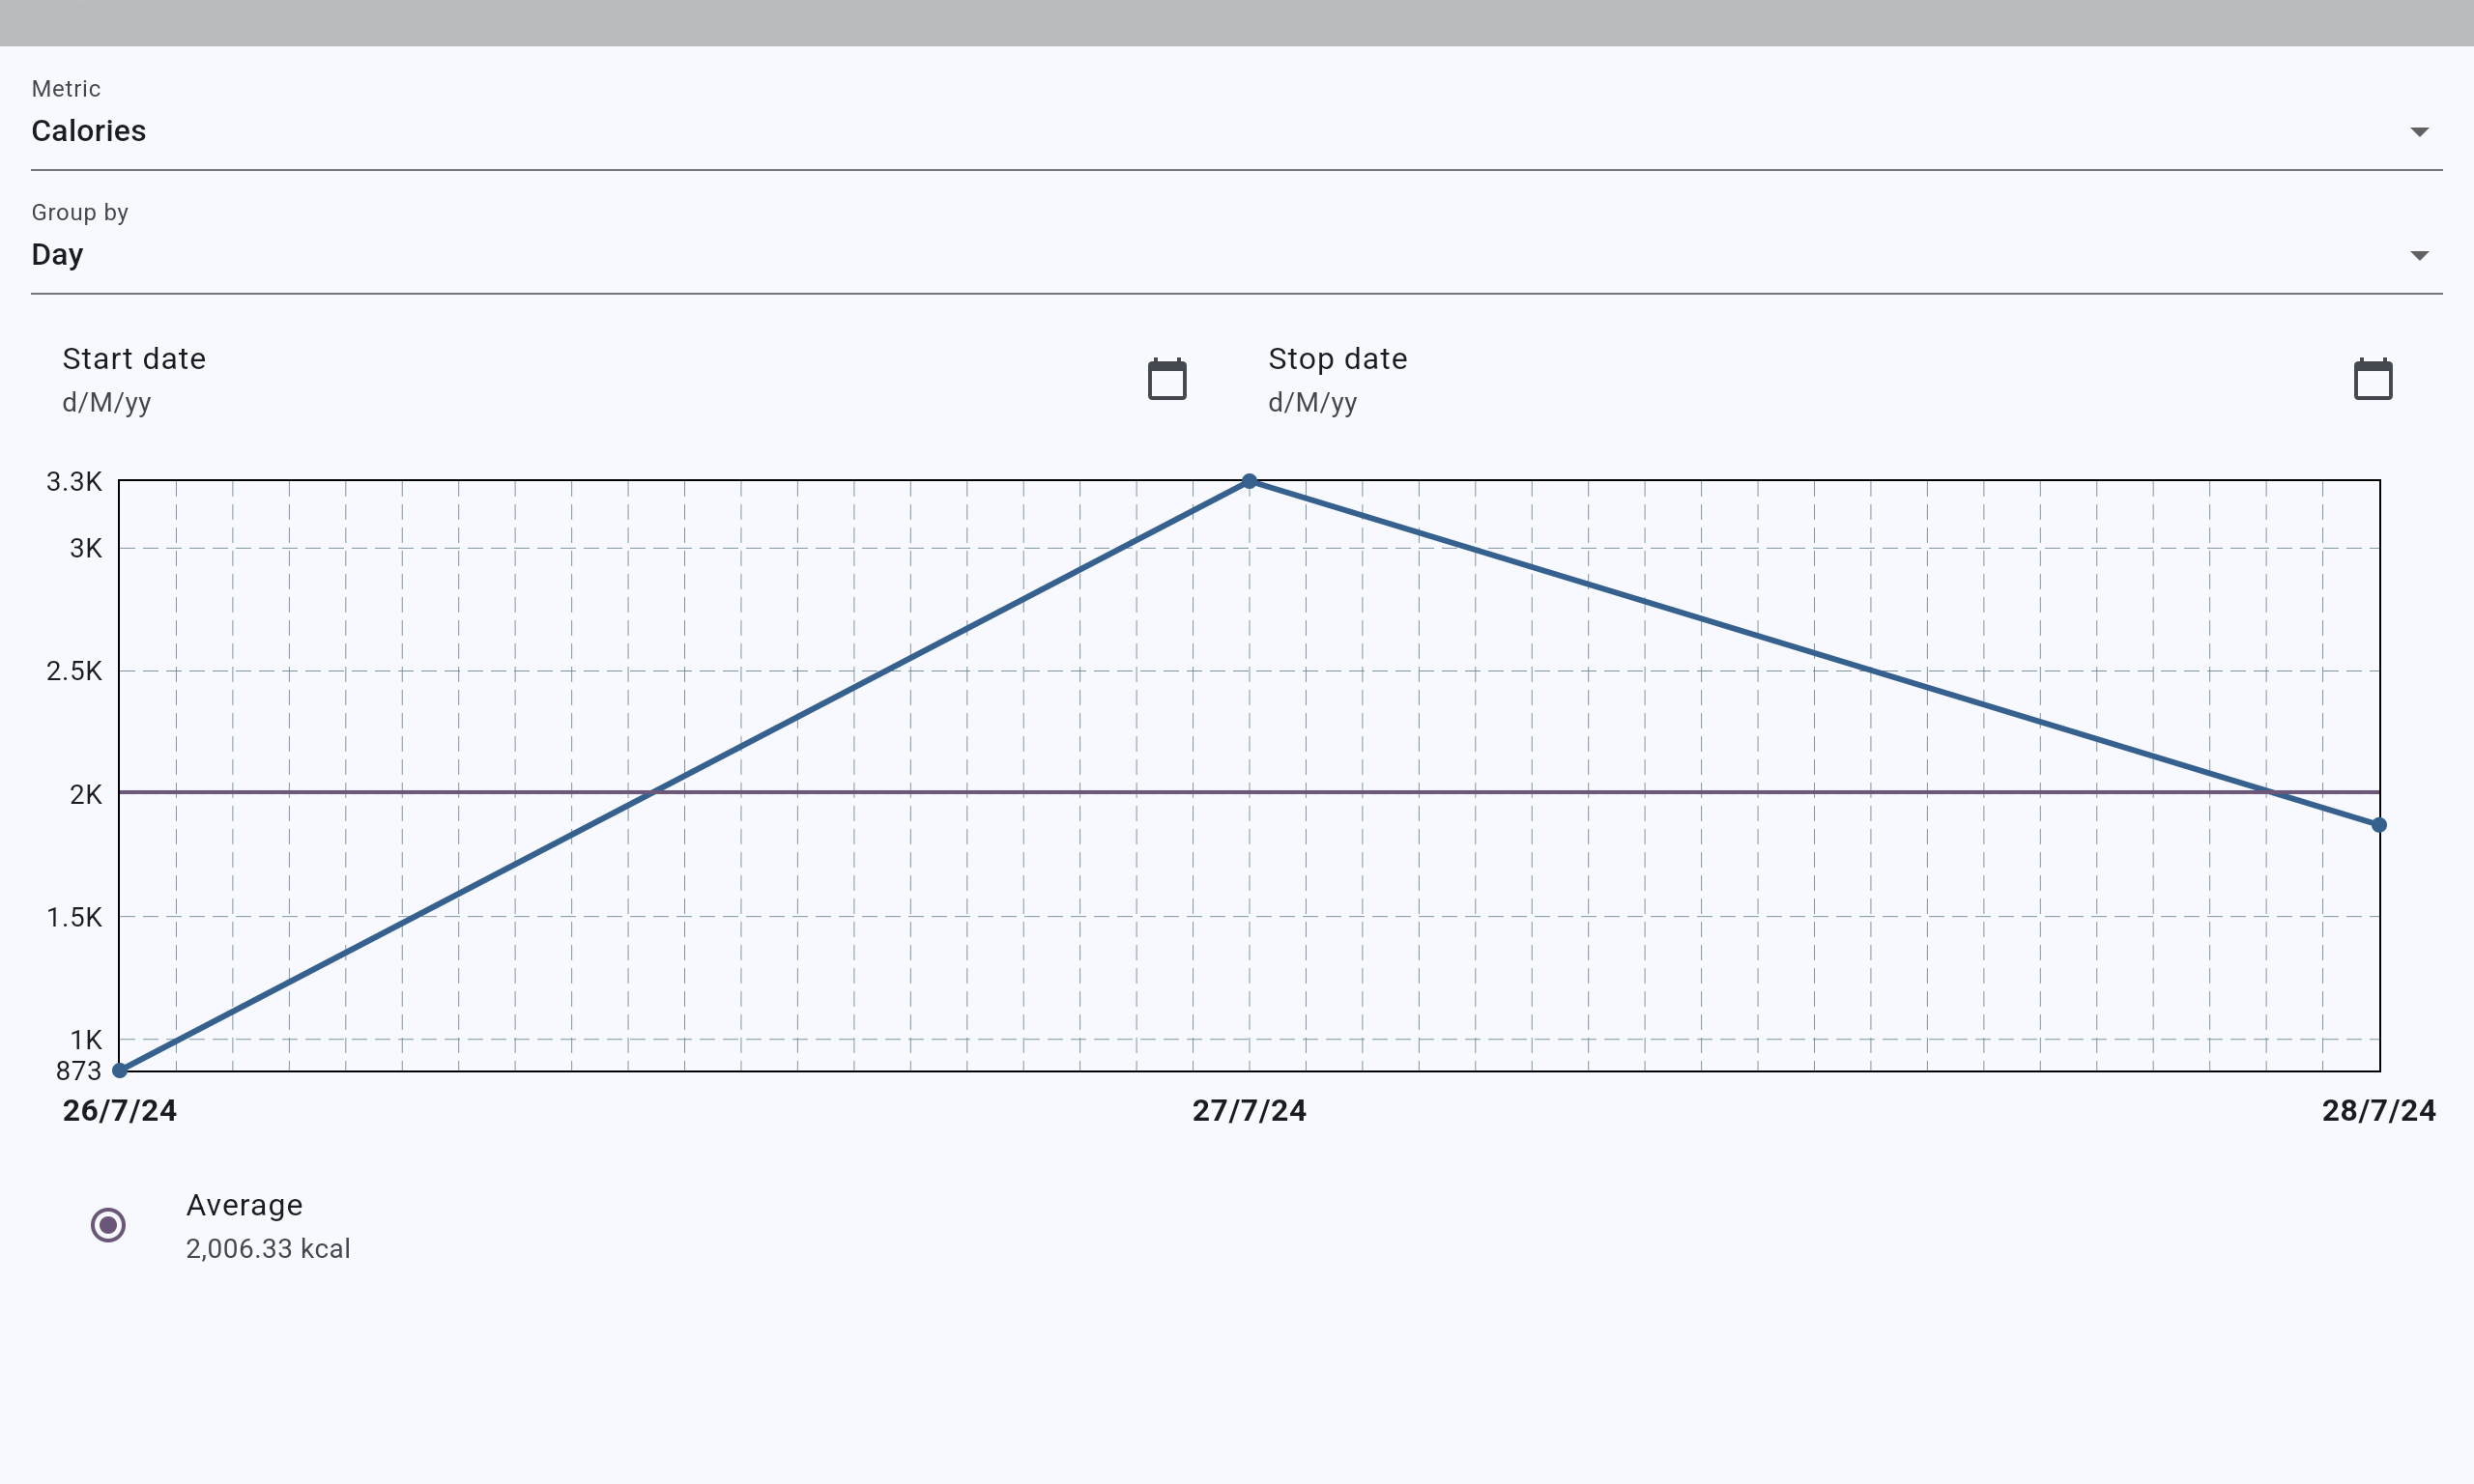 Metric
Calories
Group by
Day
Start date
d/M/yy
Stop date
d/M/yy
3.3K
3K
2.5K
2K
1.5K
1K
873
26/7/24
27/7/24
28/7/24
Average
2,006.33 kcal